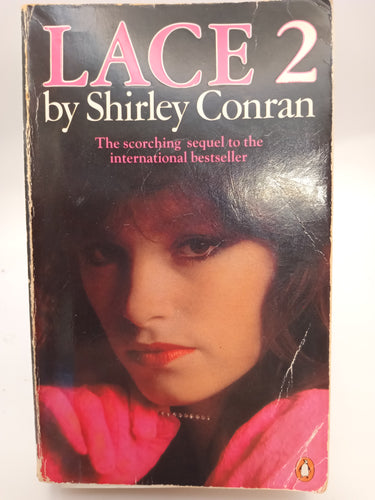 LACE 2
by Shirley Conran
The scorching sequel to the
international bestseller